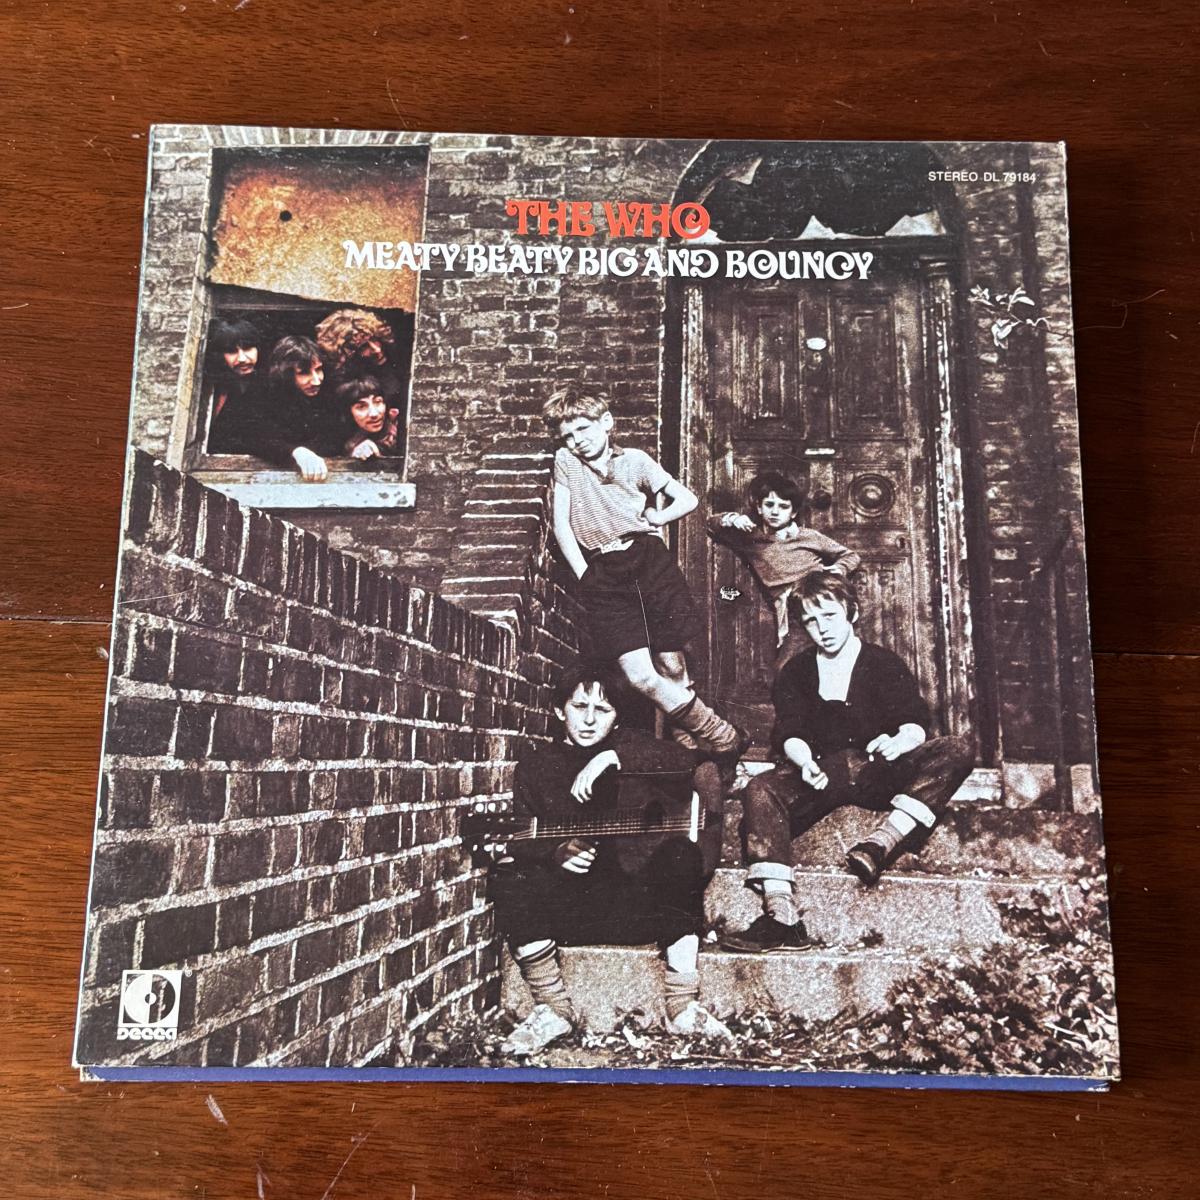 STEREO DL 79184
THE WHO
MEATY BEATY BIG AND BOUNCY
DECCA
®